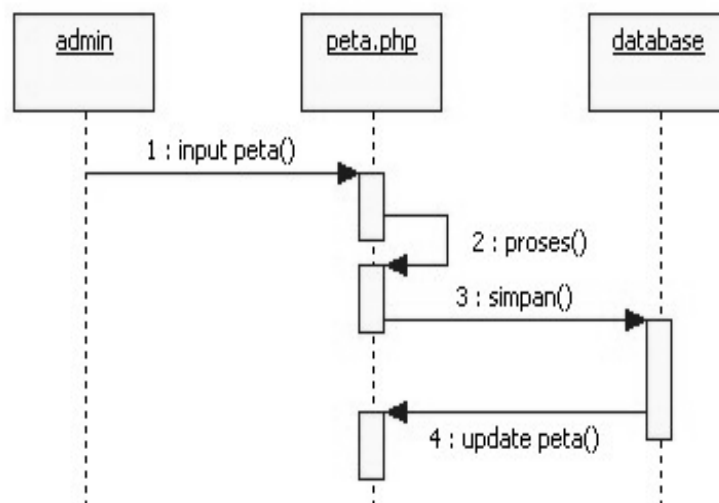 admin
peta.php
database
1 : input peta()
2 : proses()
3 : simpan()
4 : update peta()